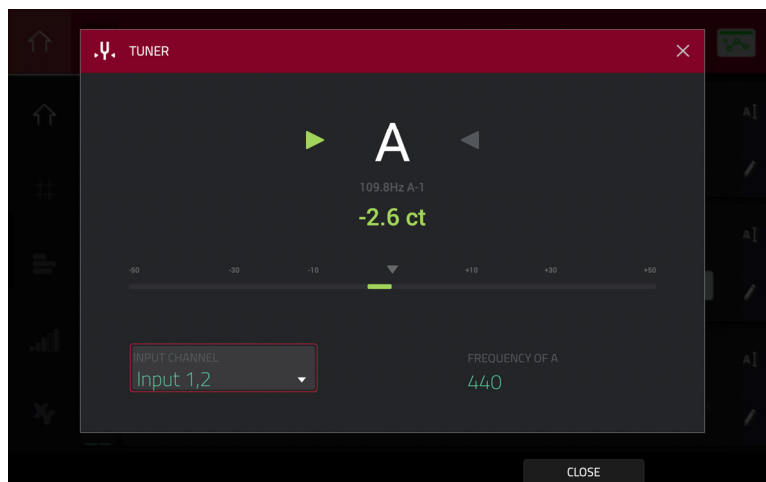 TUNER
A
109.8Hz A-1
-2.6 ct
-50 -30 -10 +10 +30 +50
INPUT CHANNEL
Input 1,2
FREQUENCY OF A
440
CLOSE
A
A
A
XY